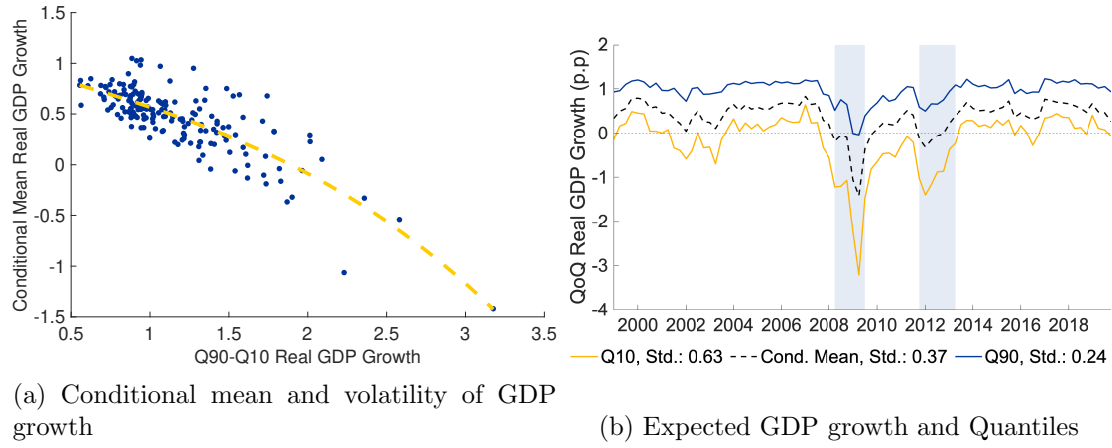 Conditional Mean Real GDP Growth
1.5
1
0.5
0
-0.5
-1
-1.5
0.5 1 1.5 2 2.5 3 3.5
Q90-Q10 Real GDP Growth
(a) Conditional mean and volatility of GDP
growth
QoQ Real GDP Growth (p.p)
2
1
0
-1
-2
-3
-4
2000 2002 2004 2006 2008 2010 2012 2014 2016 2018
Q10, Std.: 0.63 Cond. Mean, Std.: 0.37 Q90, Std.: 0.24
(b) Expected GDP growth and Quantiles